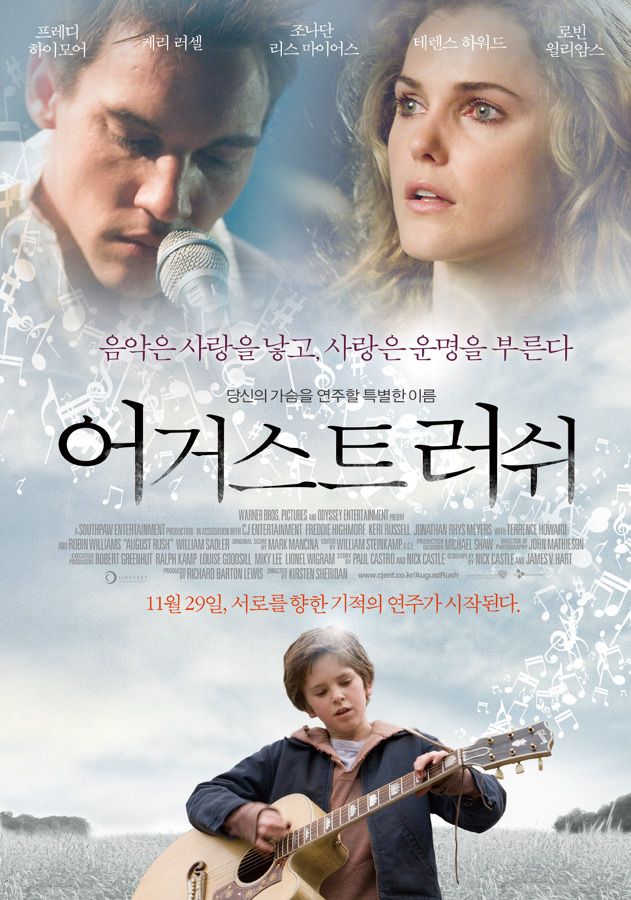 프레디 하이모어
케리 러셀
조나단 리스 마이어스
테렌스 하워드
로빈 윌리암스
음악은 사랑을 낳고, 사랑은 운명을 부른다
당신의 가슴을 연주할 특별한 이름
어거스트 러쉬
WARNER BROS. PICTURES AND ODYSSEY ENTERTAINMENT PRESENT
A SOUTHPAW ENTERTAINMENT PRODUCTION IN ASSOCIATION WITH CJ ENTERTAINMENT FREDDIE HIGHMORE KERI RUSSELL JONATHAN RHYS MEYERS WITH TERRENCE HOWARD
AND ROBIN WILLIAMS "AUGUST RUSH" WILLIAM SADLER ORIGINAL SCORE BY MARK MANCINA EDITED BY WILLIAM STEINKAMP, A.C.E. PRODUCTION DESIGNER MICHAEL SHAW DIRECTOR OF PHOTOGRAPHY JOHN MATHIESON
EXECUTIVE PRODUCERS ROBERT GREENHUT RALPH KAMP LOUISE GOODSILL MIKY LEE LIONEL WIGRAM STORY BY PAUL CASTRO AND NICK CASTLE SCREENPLAY BY NICK CASTLE AND JAMES V. HART
ODYSSEY PRODUCED BY RICHARD BARTON LEWIS DIRECTED BY KIRSTEN SHERIDAN www.cjent.co.kr/AugustRush
11월 29일, 서로를 향한 기적의 연주가 시작된다.